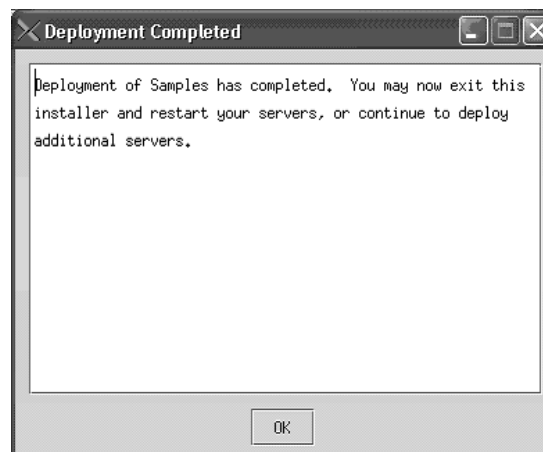 Deployment Completed
Deployment of Samples has completed.  You may now exit this
installer and restart your servers, or continue to deploy
additional servers.
OK